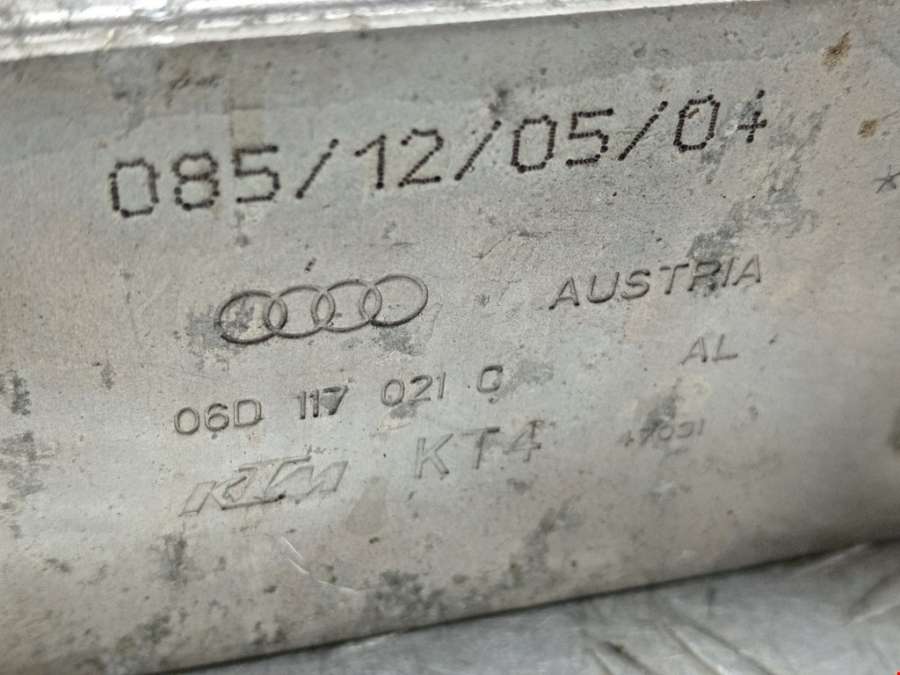 085/12/05/04
AUSTRIA
06D 117 021 C
AL
KTM KT4